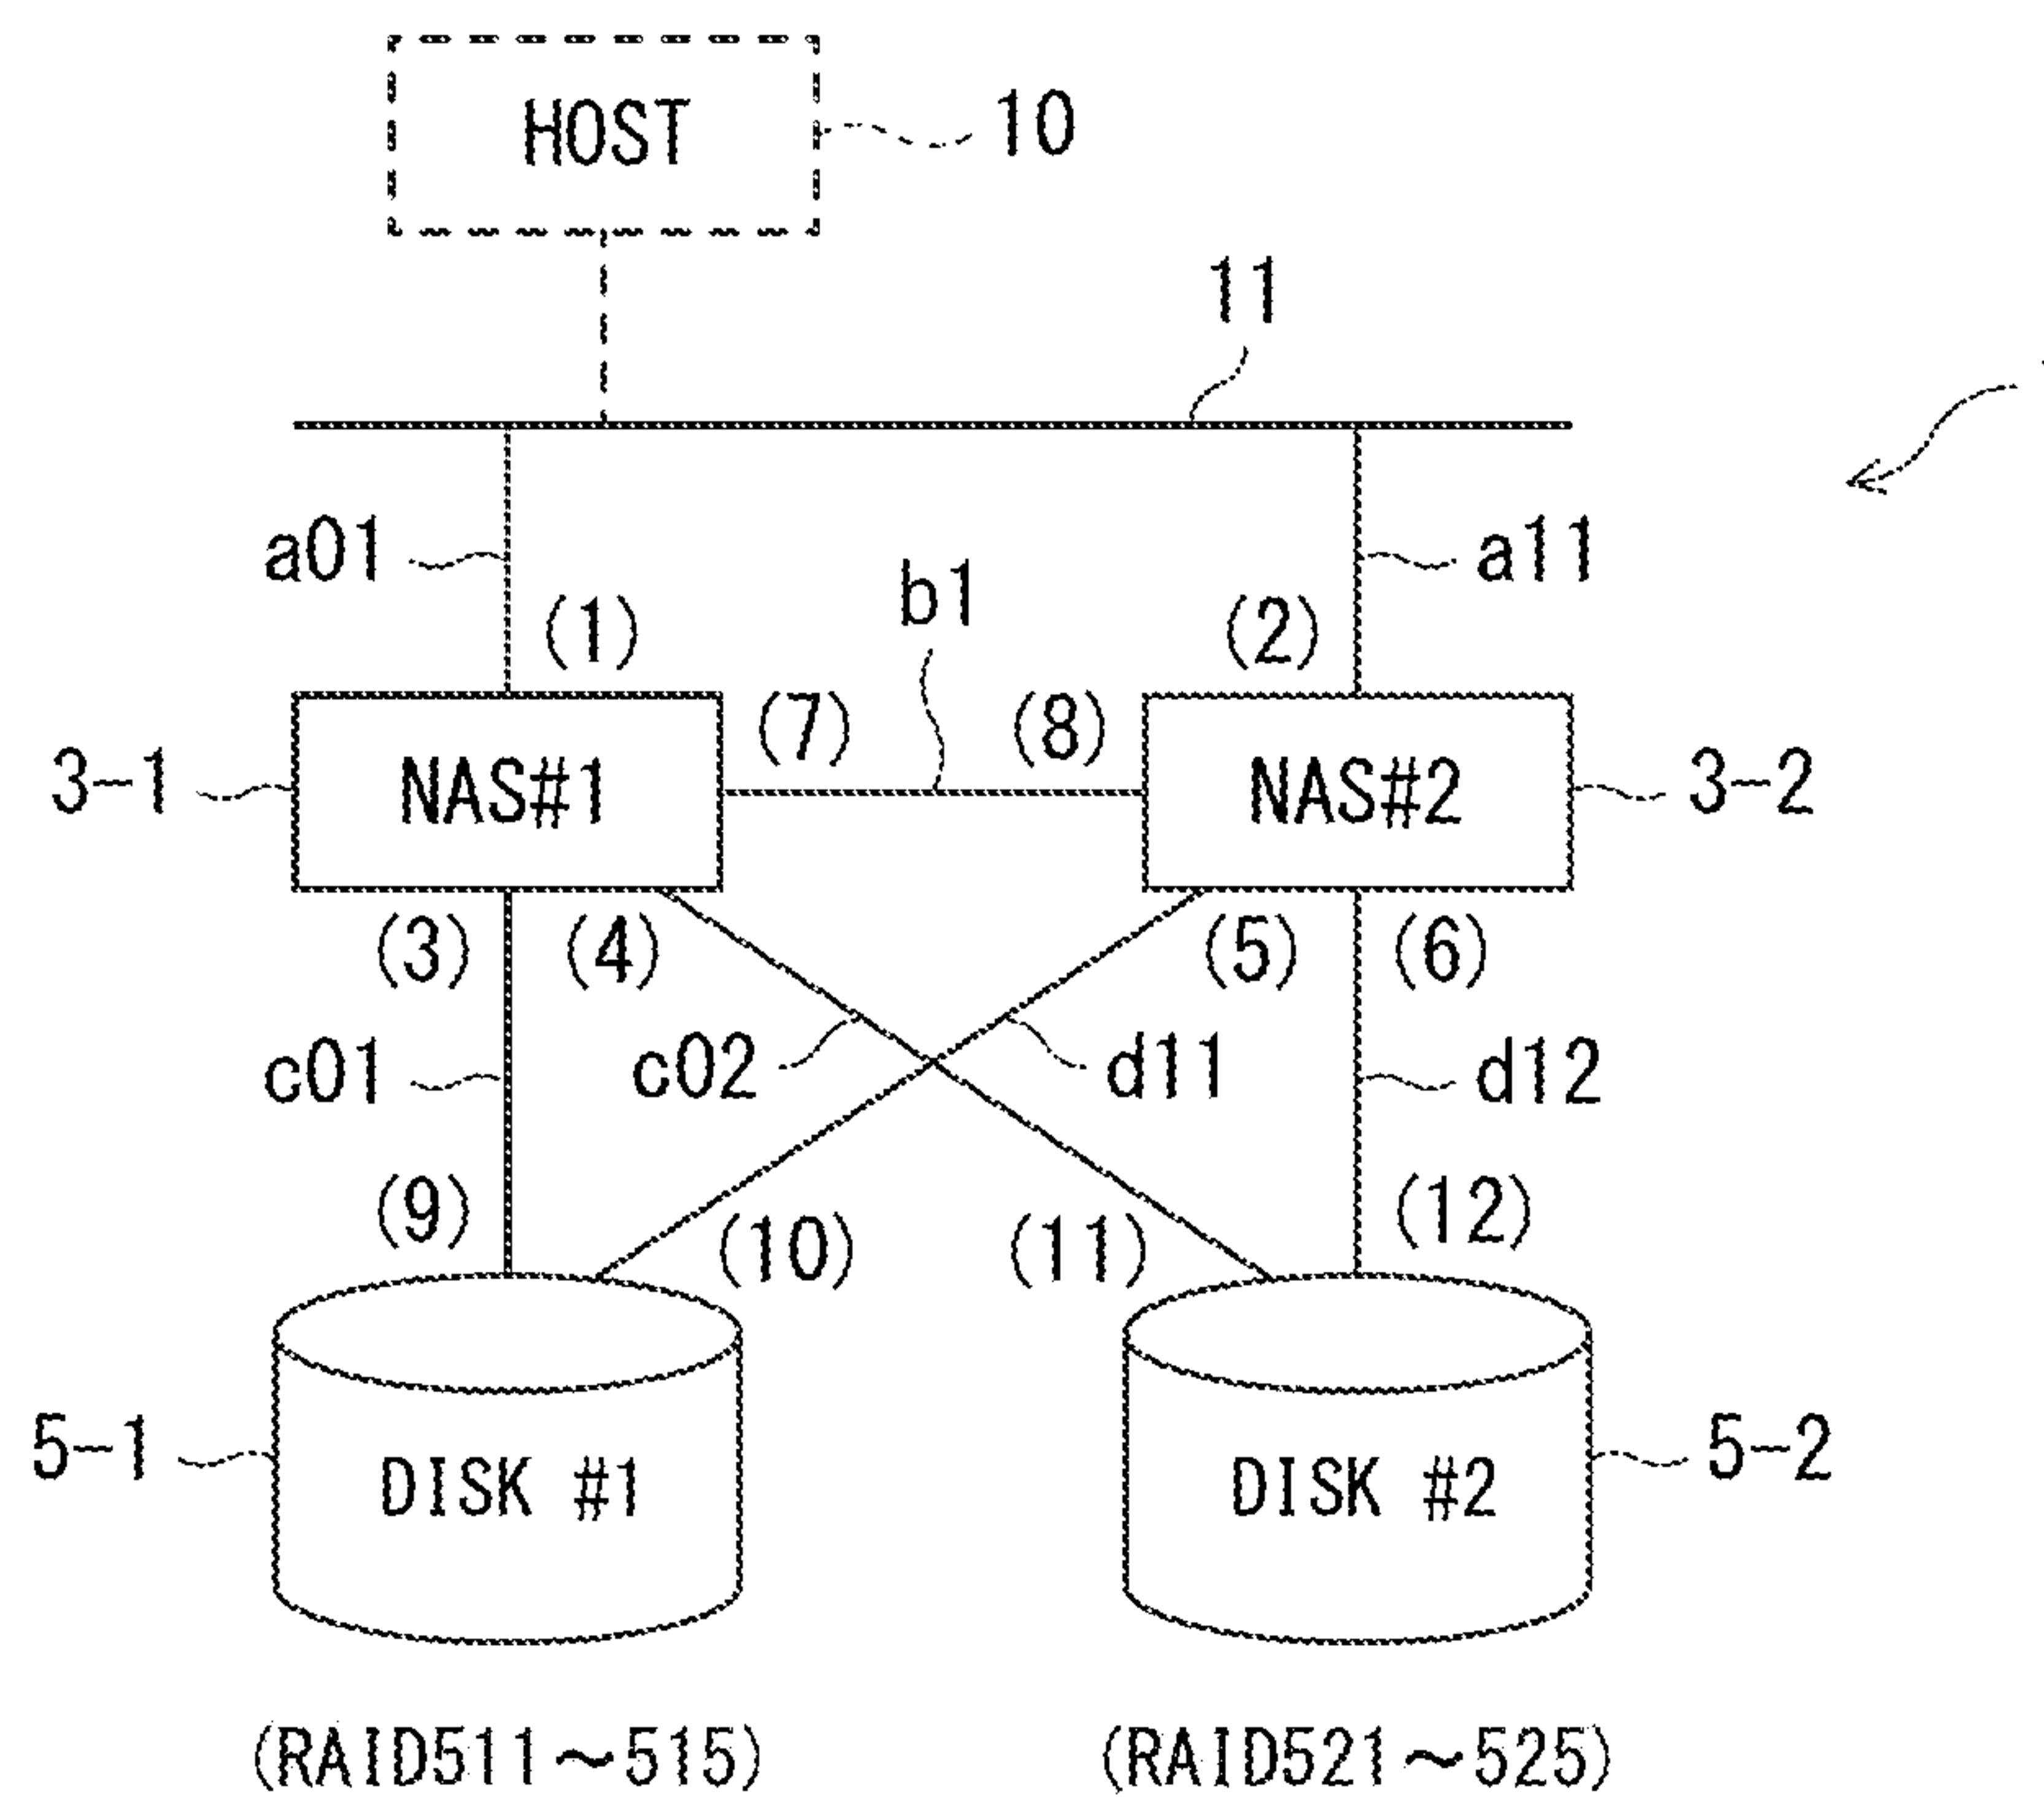 HOST
10
11
a01
a11
(1)
b1
(2)
3-1
NAS#1
(7)
(8)
NAS#2
3-2
(3)
(4)
(5)
(6)
c01
c02
d11
d12
(9)
(10)
(11)
(12)
5-1
DISK #1
DISK #2
5-2
(RAID511～515)
(RAID521～525)